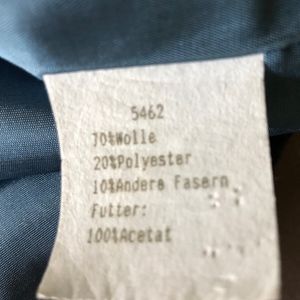 5462
70%Wolle
20%Polyester
10%Andere Fasern
Futter:
100%Acetat